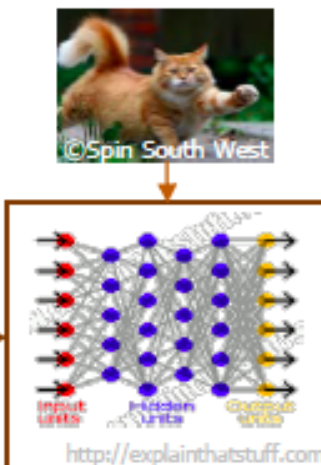 ©Spin South West
Input Hidden Output
units units units
http://explainthatstuff.com